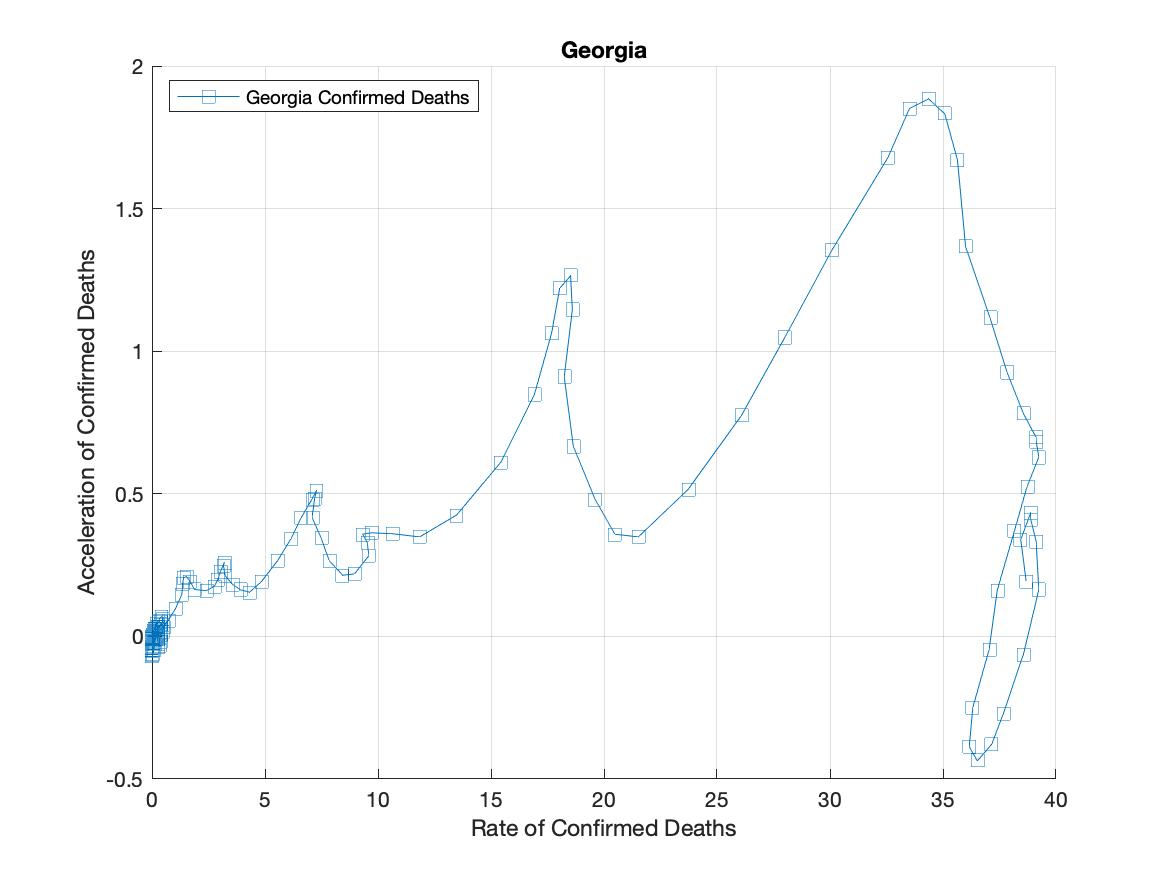 Georgia
Georgia Confirmed Deaths
2
1.5
1
0.5
0
-0.5
Acceleration of Confirmed Deaths
0 5 10 15 20 25 30 35 40
Rate of Confirmed Deaths